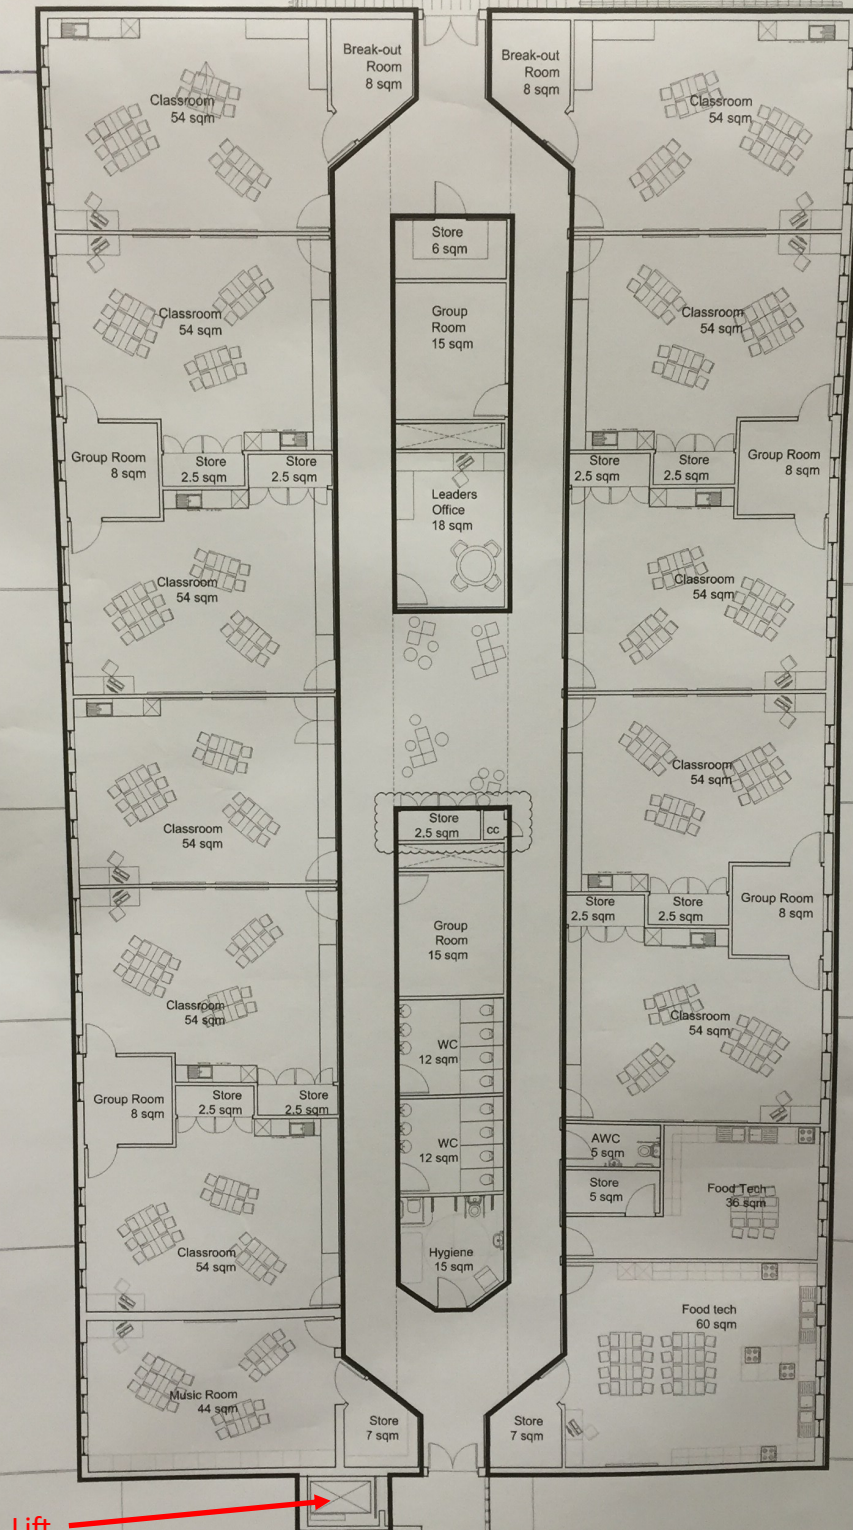 Break-out
Room
8 sqm
Break-out
Room
8 sqm
Classroom
54 sqm
Classroom
54 sqm
Store
6 sqm
Classroom
54 sqm
Group
Room
15 sqm
Classroom
54 sqm
Group Room
8 sqm
Store
2.5 sqm
Store
2.5 sqm
Store
2.5 sqm
Store
2.5 sqm
Group Room
8 sqm
Leaders
Office
18 sqm
Classroom
54 sqm
Classroom
54 sqm
Classroom
54 sqm
Classroom
54 sqm
Store
2.5 sqm
cc
Group Room
8 sqm
Store
2.5 sqm
Store
2.5 sqm
Group
Room
15 sqm
Classroom
54 sqm
Classroom
54 sqm
WC
12 sqm
Group Room
8 sqm
Store
2.5 sqm
Store
2.5 sqm
WC
12 sqm
AWC
5 sqm
Store
5 sqm
Food Tech
36 sqm
Classroom
54 sqm
Hygiene
15 sqm
Food tech
60 sqm
Music Room
44 sqm
Store
7 sqm
Store
7 sqm
Lift